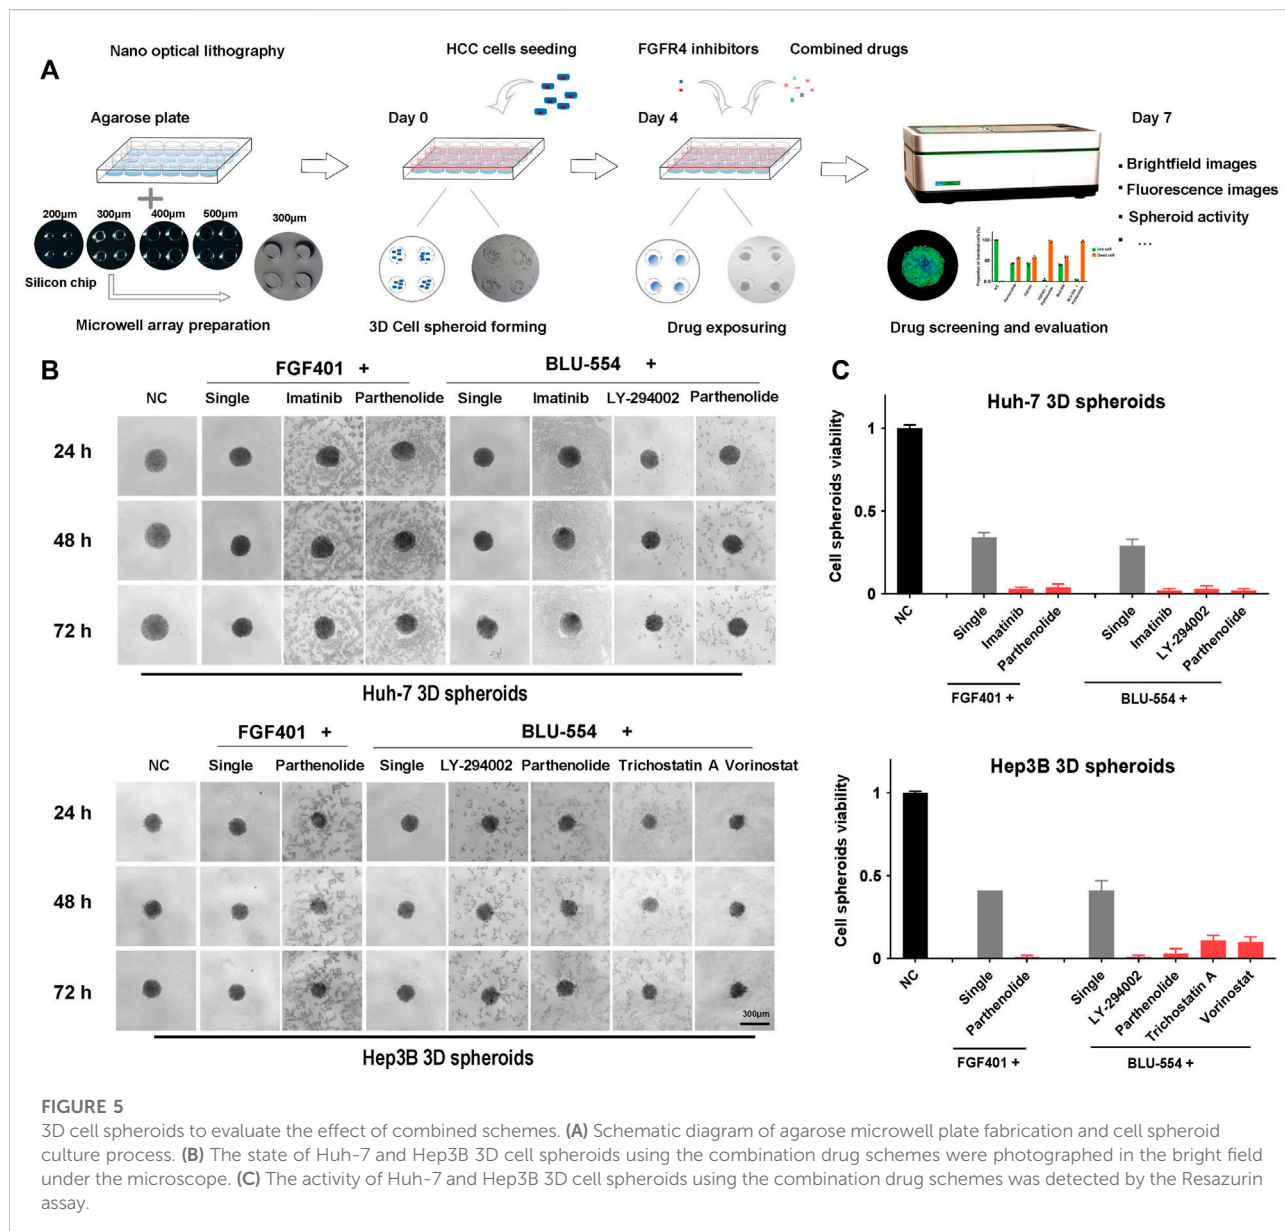 A
Nano optical lithography
HCC cells seeding
FGFR4 inhibitors
Combined drugs
Agarose plate
Day 0
Day 4
Day 7
Brightfield images
Fluorescence images
Spheroid activity
...
200μm
300μm
400μm
500μm
300μm
Silicon chip
Microwell array preparation
3D Cell spheroid forming
Drug exposuring
Drug screening and evaluation
B
FGF401 +
BLU-554 +
NC Single Imatinib Parthenolide Single Imatinib LY-294002 Parthenolide
24 h
48 h
72 h
Huh-7 3D spheroids
FGF401 +
BLU-554 +
NC Single Parthenolide Single LY-294002 Parthenolide Trichostatin A Vorinostat
24 h
48 h
72 h
300μm
Hep3B 3D spheroids
C
Huh-7 3D spheroids
Cell spheroids viability
1
0.5
0
NC
Single
Imatinib
Parthenolide
Single
Imatinib
LY-294002
Parthenolide
FGF401 +
BLU-554 +
Hep3B 3D spheroids
Cell spheroids viability
1
0.5
0
NC
Single
Parthenolide
Single
LY-294002
Parthenolide
Trichostatin A
Vorinostat
FGF401 +
BLU-554 +
FIGURE 5
3D cell spheroids to evaluate the effect of combined schemes. (A) Schematic diagram of agarose microwell plate fabrication and cell spheroid
culture process. (B) The state of Huh-7 and Hep3B 3D cell spheroids using the combination drug schemes were photographed in the bright field
under the microscope. (C) The activity of Huh-7 and Hep3B 3D cell spheroids using the combination drug schemes was detected by the Resazurin
assay.